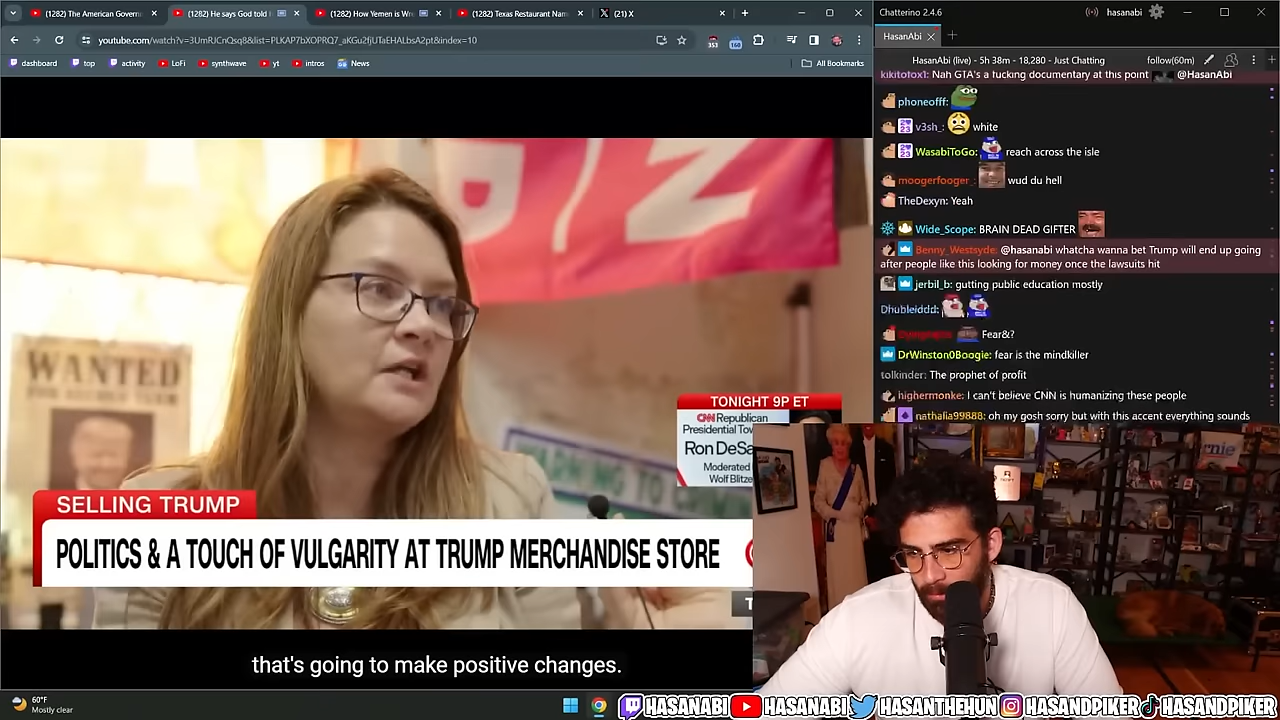 (1282) The American Governm
(1282) He says God told h
(1282) How Yemen is Wre
(1282) Texas Restaurant Nam
(21) X
youtube.com/watch?v=3UmRJCnQsq8&list=PLKAP7bXOPRQ7_aKGu2fjUTaEHALbsA2pt&index=10
353
160
dashboard
top
activity
LoFi
synthwave
yt
intros
News
All Bookmarks
WANTED
TONIGHT 9P ET
CNN Republican
Presidential Tow
Ron DeSa
Moderated
Wolf Blitze
SELLING TRUMP
POLITICS & A TOUCH OF VULGARITY AT TRUMP MERCHANDISE STORE
that's going to make positive changes.
Chatterino 2.4.6
hasanabi
HasanAbi
HasanAbi (live) - 5h 38m - 18,280 - Just Chatting
follow(60m)
kikitofox1: Nah GTA's a fucking documentary at this point @HasanAbi
phoneofff:
v3sh_: white
WasabiToGo: reach across the isle
moogerfooger_: wud du hell
TheDexyn: Yeah
Wide_Scope: BRAIN DEAD GIFTER
Benny_Westsyde: @hasanabi whatcha wanna bet Trump will end up going
after people like this looking for money once the lawsuits hit
jerbil_b: gutting public education mostly
Dhubleiddd:
Fear&?
DrWinston0Boogie: fear is the mindkiller
tolkinder: The prophet of profit
highermonke: I can't believe CNN is humanizing these people
nathalia99888: oh my gosh sorry but with this accent everything sounds
ernie
60°F
Mostly clear
HASANABI
HASANABI
HASANTHEHUN
HASANDPIKER
HASANDPIKER